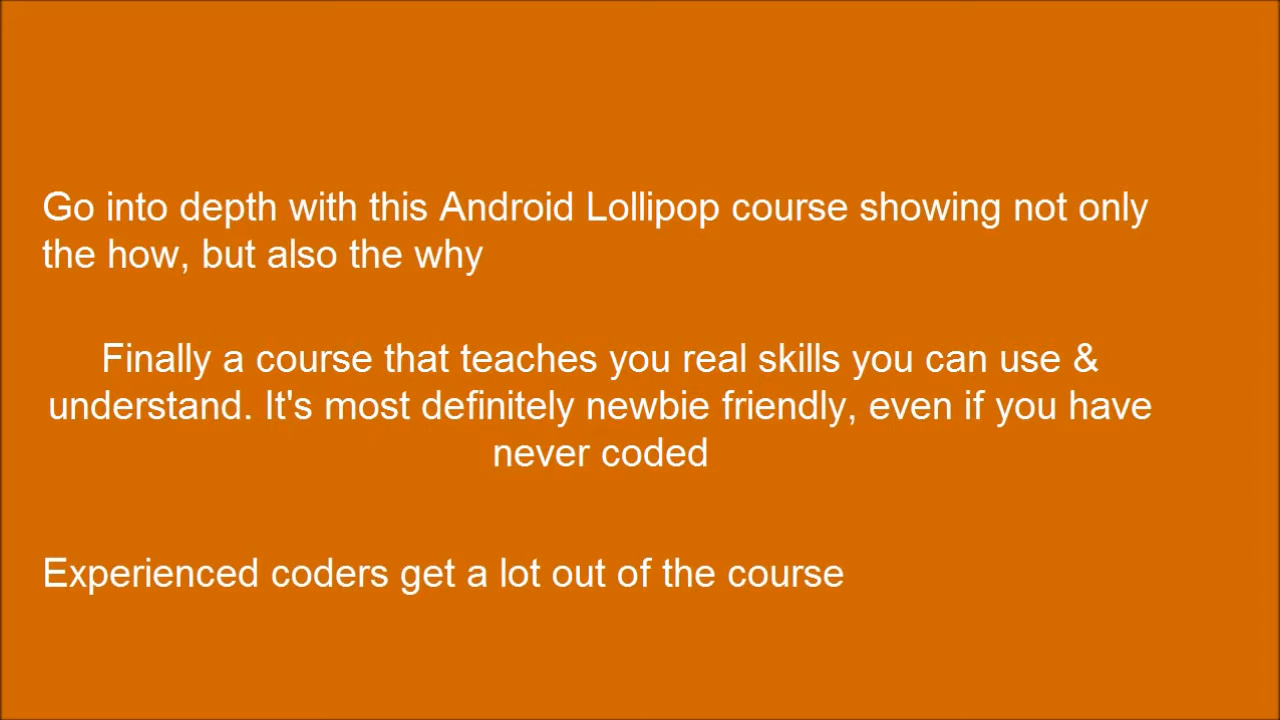 Go into depth with this Android Lollipop course showing not only
the how, but also the why
Finally a course that teaches you real skills you can use &
understand. It's most definitely newbie friendly, even if you have
never coded
Experienced coders get a lot out of the course